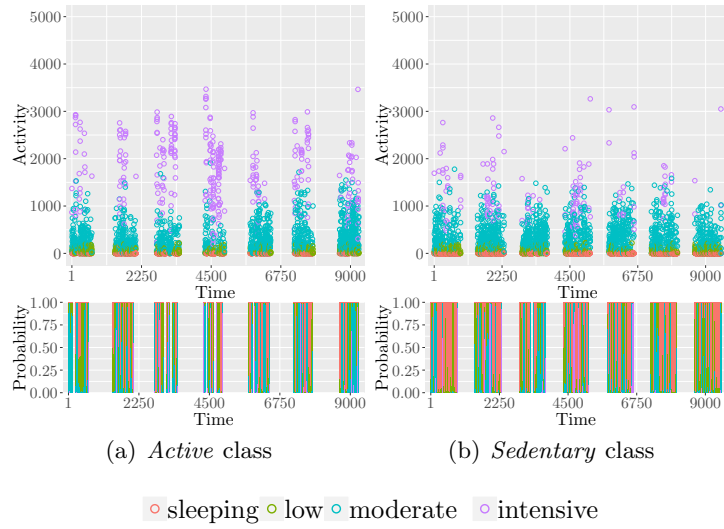 5000
4000
3000
2000
1000
0
Activity
1 2250 4500 6750 9000
Time
1.00
0.75
0.50
0.25
0.00
Probability
1 2250 4500 6750 9000
Time
(a) Active class
5000
4000
3000
2000
1000
0
Activity
1 2250 4500 6750 9000
Time
1.00
0.75
0.50
0.25
0.00
Probability
1 2250 4500 6750 9000
Time
(b) Sedentary class
sleeping low moderate intensive